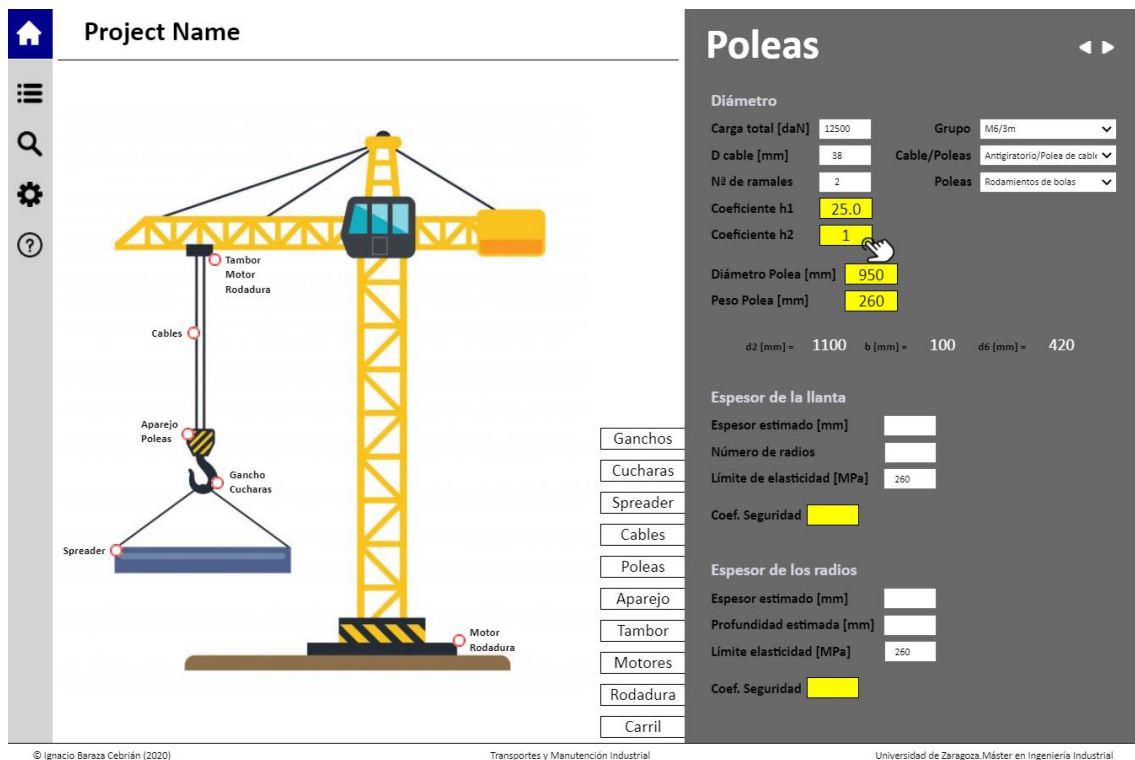 Project Name
Tambor
Motor
Rodadura
Cables
Aparejo
Poleas
Gancho
Cucharas
Spreader
Motor
Rodadura
Ganchos
Cucharas
Spreader
Cables
Poleas
Aparejo
Tambor
Motores
Rodadura
Carril
Poleas
Diámetro
Carga total [daN] 12500 Grupo M6/3m
D cable [mm] 38 Cable/Poleas Antigiratorio/Polea de cable
Nº de ramales 2 Poleas Rodamientos de bolas
Coeficiente h1 25.0
Coeficiente h2 1
Diámetro Polea [mm] 950
Peso Polea [mm] 260
d2 [mm] = 1100 b [mm] = 100 d6 [mm] = 420
Espesor de la llanta
Espesor estimado [mm]
Número de radios
Límite de elasticidad [MPa] 260
Coef. Seguridad
Espesor de los radios
Espesor estimado [mm]
Profundidad estimada [mm]
Límite elasticidad [MPa] 260
Coef. Seguridad
© Ignacio Baraza Cebrián (2020) Transportes y Manutención Industrial Universidad de Zaragoza.Máster en Ingeniería Industrial